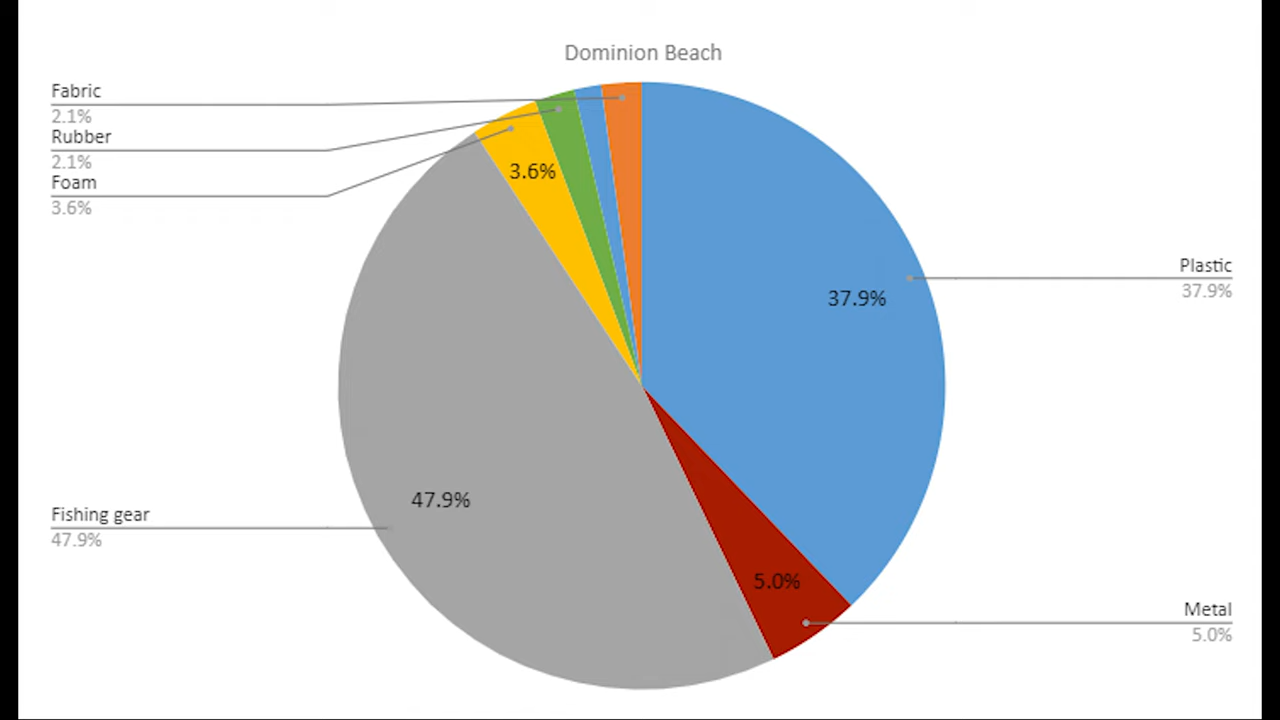 Dominion Beach
Fabric
2.1%
Rubber
2.1%
Foam
3.6%
3.6%
Plastic
37.9%
37.9%
Fishing gear
47.9%
47.9%
5.0%
Metal
5.0%